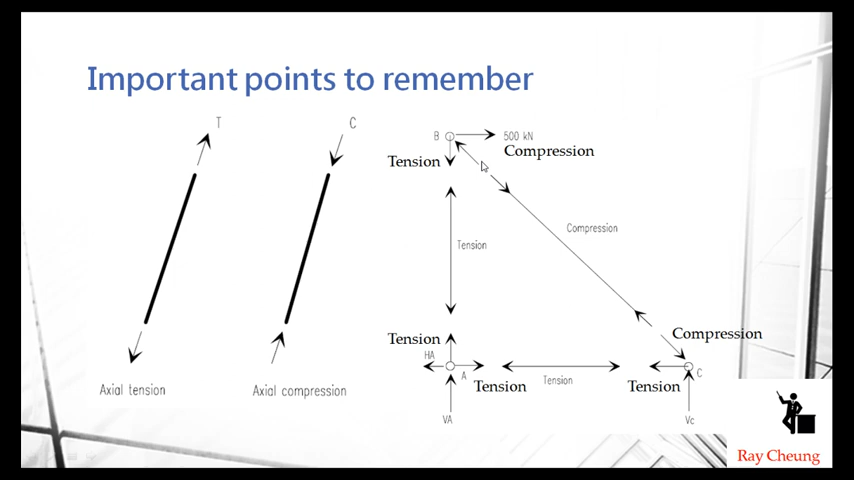 Important points to remember
T
C
B
500 kN
Compression
Tension
Compression
Tension
Compression
Tension
HA
A
Tension
Tension
Tension
C
Axial tension
Axial compression
VA
Vc
Ray Cheung